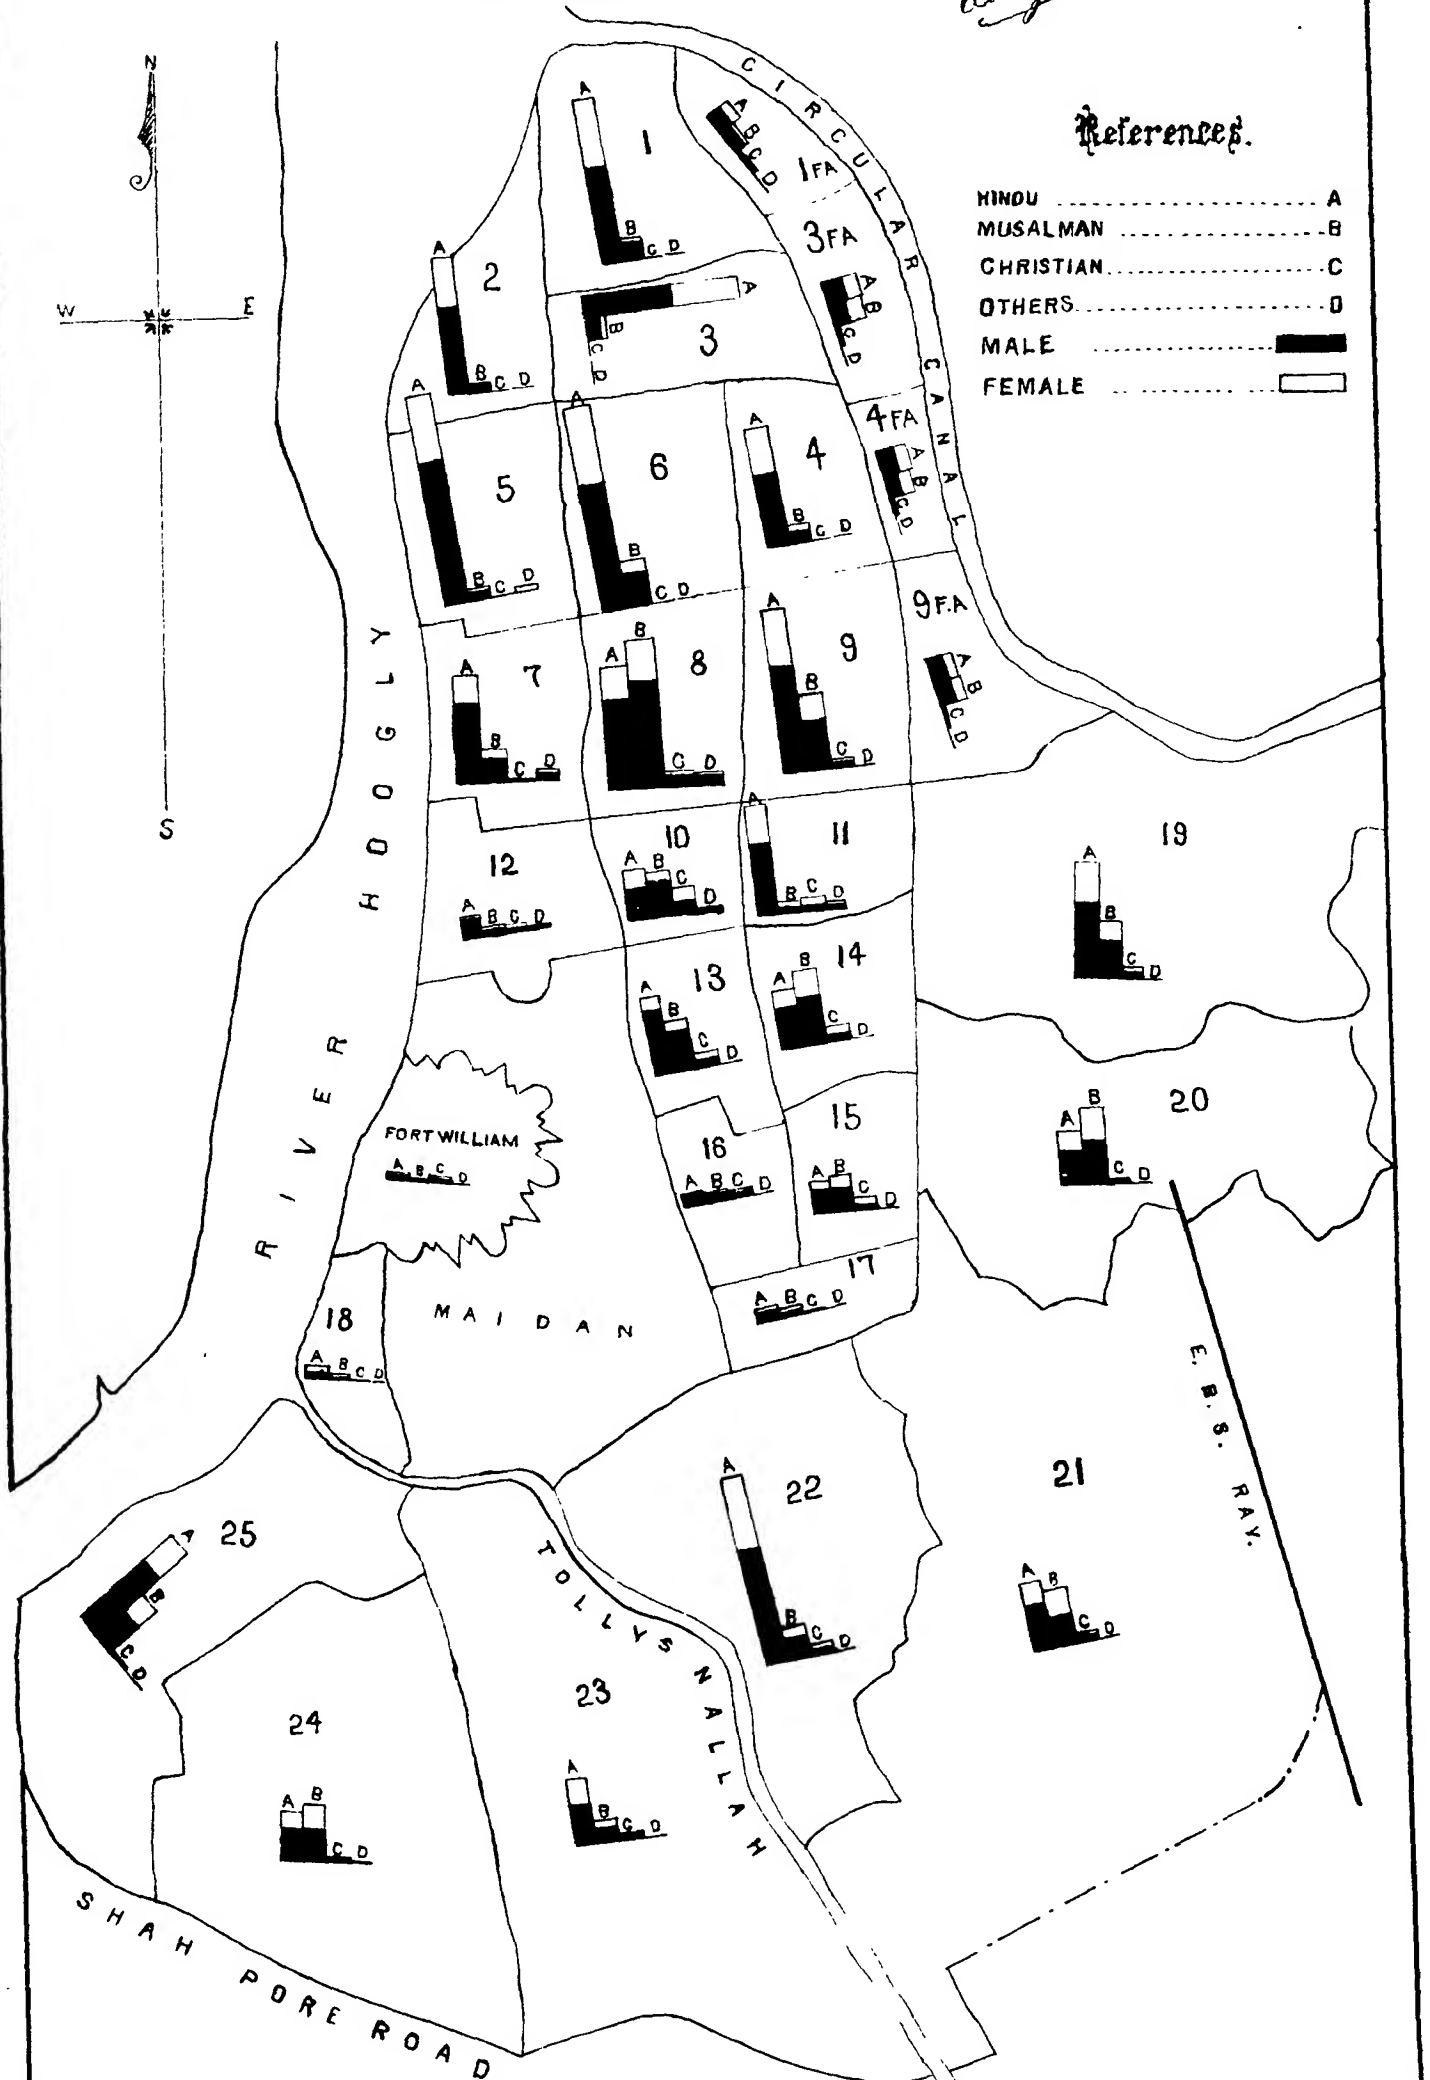 N
W E
S
References.
HINDU A
MUSALMAN B
CHRISTIAN C
OTHERS D
MALE
FEMALE
CIRCULAR CANAL
1
A B C D
1FA
A B C D
2
A B C D
3
A B C D
3FA
A B C D
4
A B C D
4FA
A B C D
5
A B C D
6
A B C D
7
A B C D
8
A B C D
9
A B C D
9F.A
A B C D
10
A B C D
11
A B C D
12
A B C D
13
A B C D
14
A B C D
15
A B C D
16
A B C D
17
A B C D
18
A B C D
19
A B C D
20
A B C D
21
A B C D
22
A B C D
23
A B C D
24
A B C D
25
A B C D
RIVER HOOGLY
FORT WILLIAM
A B C D
MAIDAN
E. B. S. RAY.
TOLLYS NALLAH
SHAH PORE ROAD